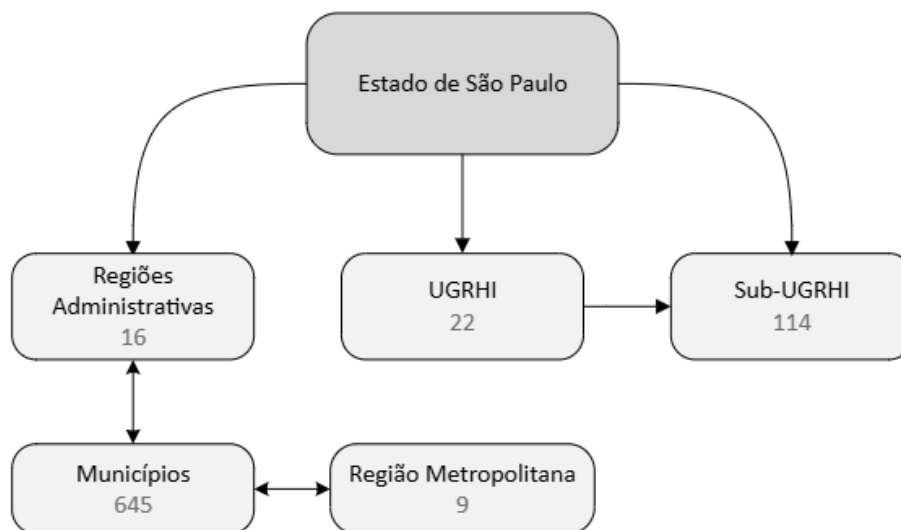 Estado de São Paulo
Regiões
Administrativas
16
UGRHI
22
Sub-UGRHI
114
Municípios
645
Região Metropolitana
9